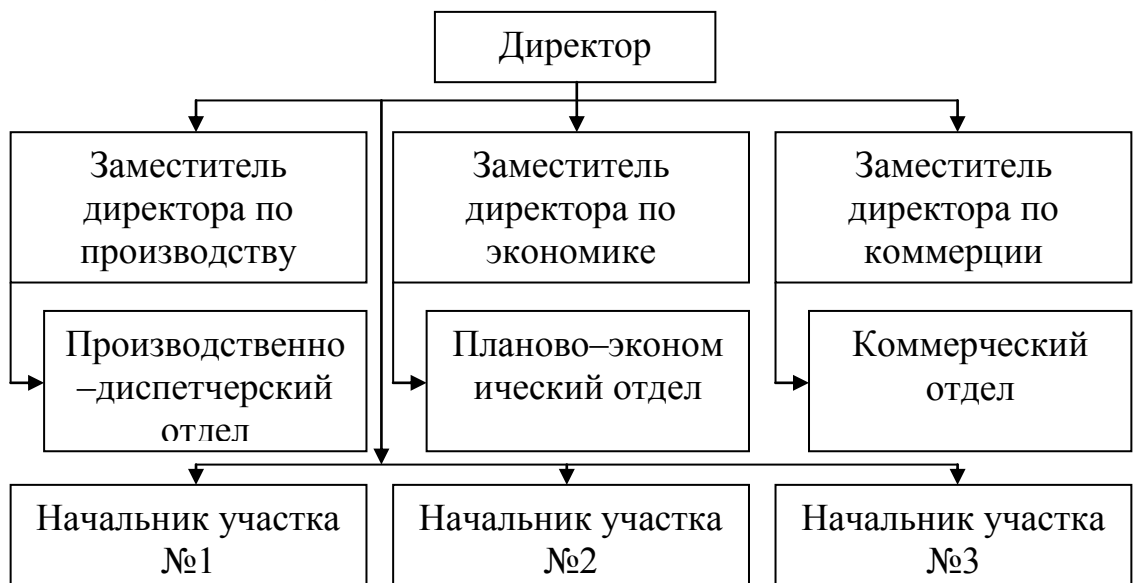 Директор
Заместитель
директора по
производству
Заместитель
директора по
экономике
Заместитель
директора по
коммерции
Производственно
–диспетчерский
отдел
Планово–эконом
ический отдел
Коммерческий
отдел
Начальник участка
№1
Начальник участка
№2
Начальник участка
№3